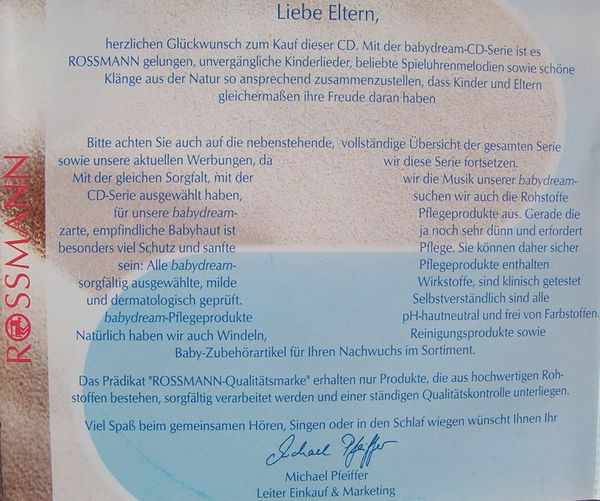 Liebe Eltern,
herzlichen Glückwunsch zum Kauf dieser CD. Mit der babydream-CD-Serie ist es
ROSSMANN gelungen, unvergängliche Kinderlieder, beliebte Spieluhrenmelodien sowie schöne
Klänge aus der Natur so ansprechend zusammenzustellen, dass Kinder und Eltern
gleichermaßen ihre Freude daran haben
Bitte achten Sie auch auf die nebenstehende, vollständige Übersicht der gesamten Serie
sowie unsere aktuellen Werbungen, da wir diese Serie fortsetzen.
Mit der gleichen Sorgfalt, mit der wir die Musik unserer babydream-
CD-Serie ausgewählt haben, suchen wir auch die Rohstoffe
für unsere babydream- Pflegeprodukte aus. Gerade die
zarte, empfindliche Babyhaut ist ja noch sehr dünn und erfordert
besonders viel Schutz und sanfte Pflege. Sie können daher sicher
sein: Alle babydream- Pflegeprodukte enthalten
sorgfältig ausgewählte, milde Wirkstoffe, sind klinisch getestet
und dermatologisch geprüft. Selbstverständlich sind alle
babydream-Pflegeprodukte pH-hautneutral und frei von Farbstoffen.
Natürlich haben wir auch Windeln, Reinigungsprodukte sowie
Baby-Zubehörartikel für Ihren Nachwuchs im Sortiment.
Das Prädikat "ROSSMANN-Qualitätsmarke" erhalten nur Produkte, die aus hochwertigen Roh-
stoffen bestehen, sorgfältig verarbeitet werden und einer ständigen Qualitätskontrolle unterliegen.
Viel Spaß beim gemeinsamen Hören, Singen oder in den Schlaf wiegen wünscht Ihnen Ihr
Michael Pfeiffer
Michael Pfeiffer
Leiter Einkauf & Marketing
ROSSMANN